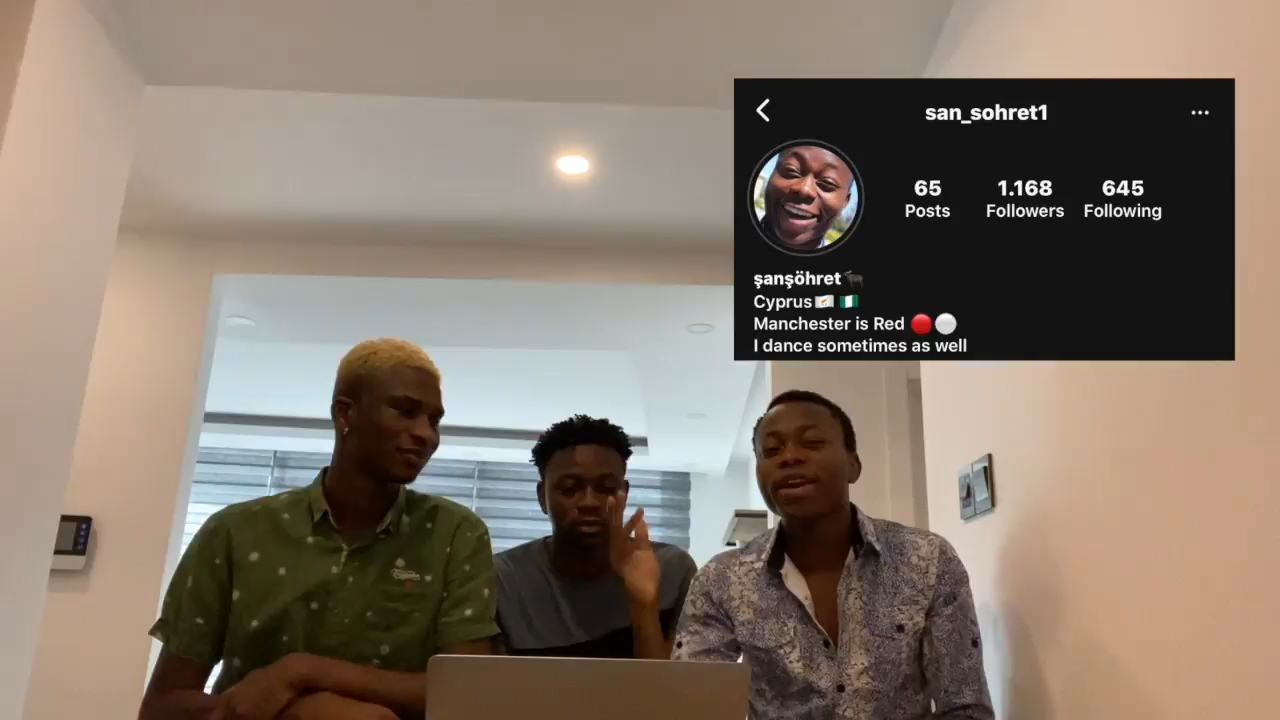 san_sohret1
65 1.168 645
Posts Followers Following
şanşöhret🐃
Cyprus🇨🇾 🇳🇬
Manchester is Red 🔴⚪
I dance sometimes as well